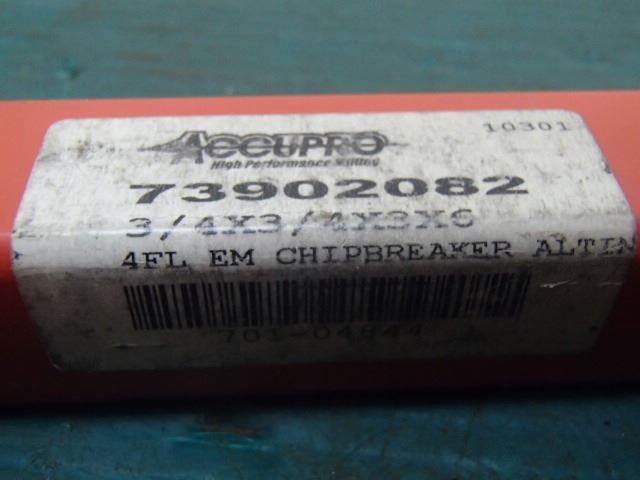 ACCUPRO 10301
High Performance Milling
73902082
3/4X3/4X3X6
4FL EM CHIPBREAKER ALTIN
701-04844